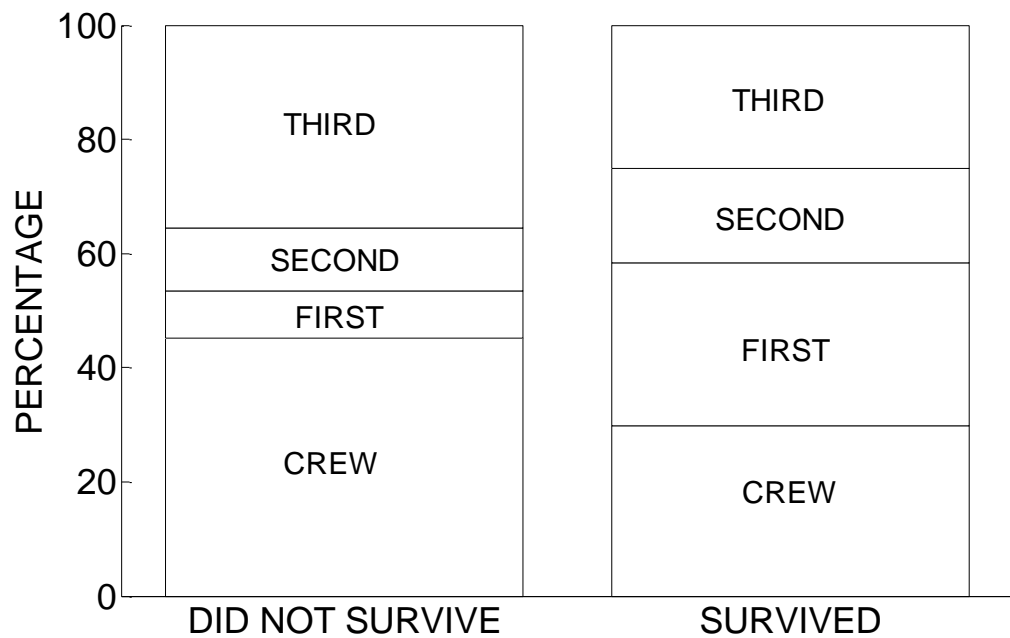 PERCENTAGE
100
80
60
40
20
0
THIRD
SECOND
FIRST
CREW
DID NOT SURVIVE
THIRD
SECOND
FIRST
CREW
SURVIVED